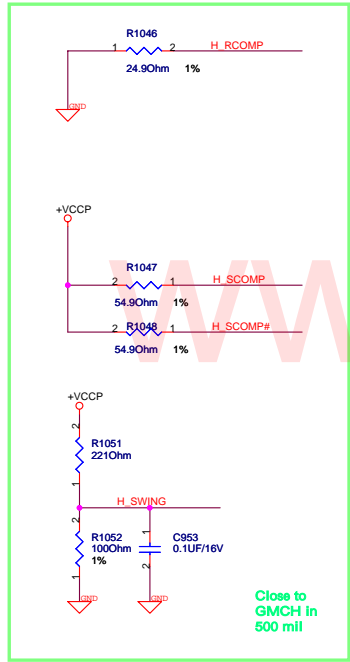 R1046
1 2 H_RCOMP
24.9Ohm 1%
GND
+VCCP
R1047
2 1 H_SCOMP
54.9Ohm 1%
R1048
2 1 H_SCOMP#
54.9Ohm 1%
WW
+VCCP
2
R1051
221Ohm
1
H_SWING
2 1
R1052
100Ohm
1%
C953
0.1UF/16V
1 2
GND GND
Close to
GMCH in
500 mil